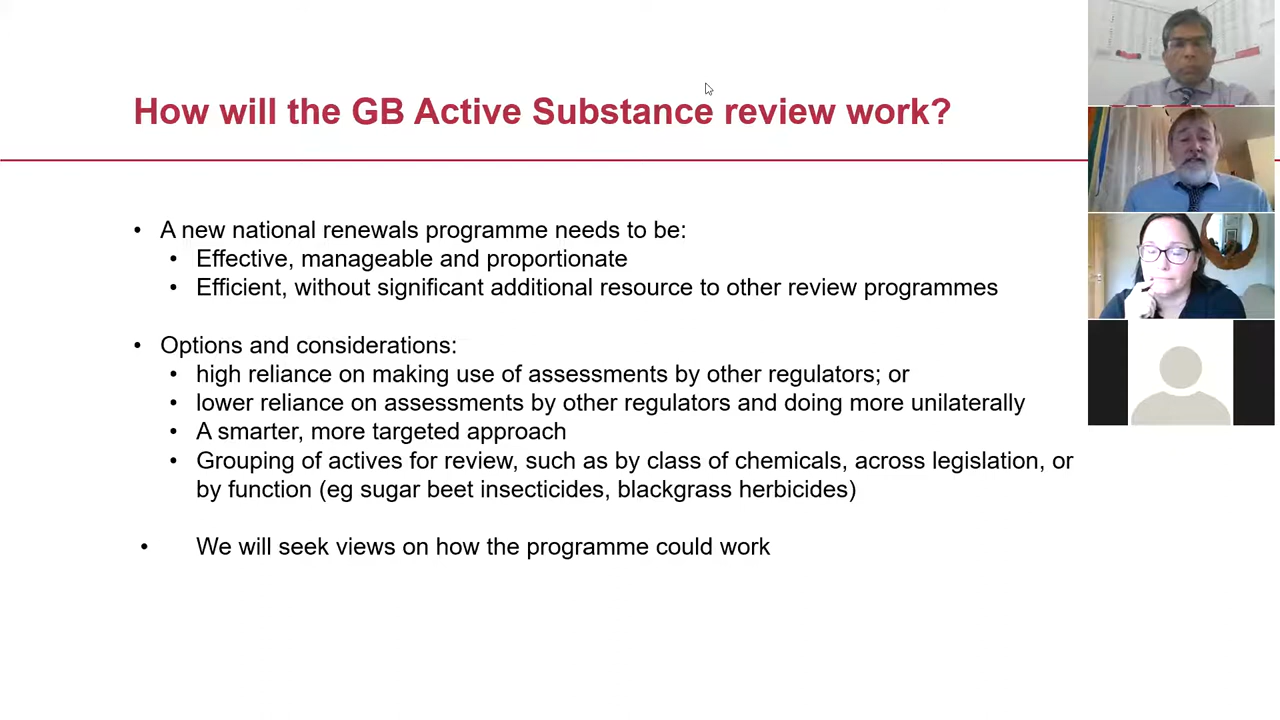 How will the GB Active Substance review work?
• A new national renewals programme needs to be:
• Effective, manageable and proportionate
• Efficient, without significant additional resource to other review programmes
• Options and considerations:
• high reliance on making use of assessments by other regulators; or
• lower reliance on assessments by other regulators and doing more unilaterally
• A smarter, more targeted approach
• Grouping of actives for review, such as by class of chemicals, across legislation, or
by function (eg sugar beet insecticides, blackgrass herbicides)
• We will seek views on how the programme could work